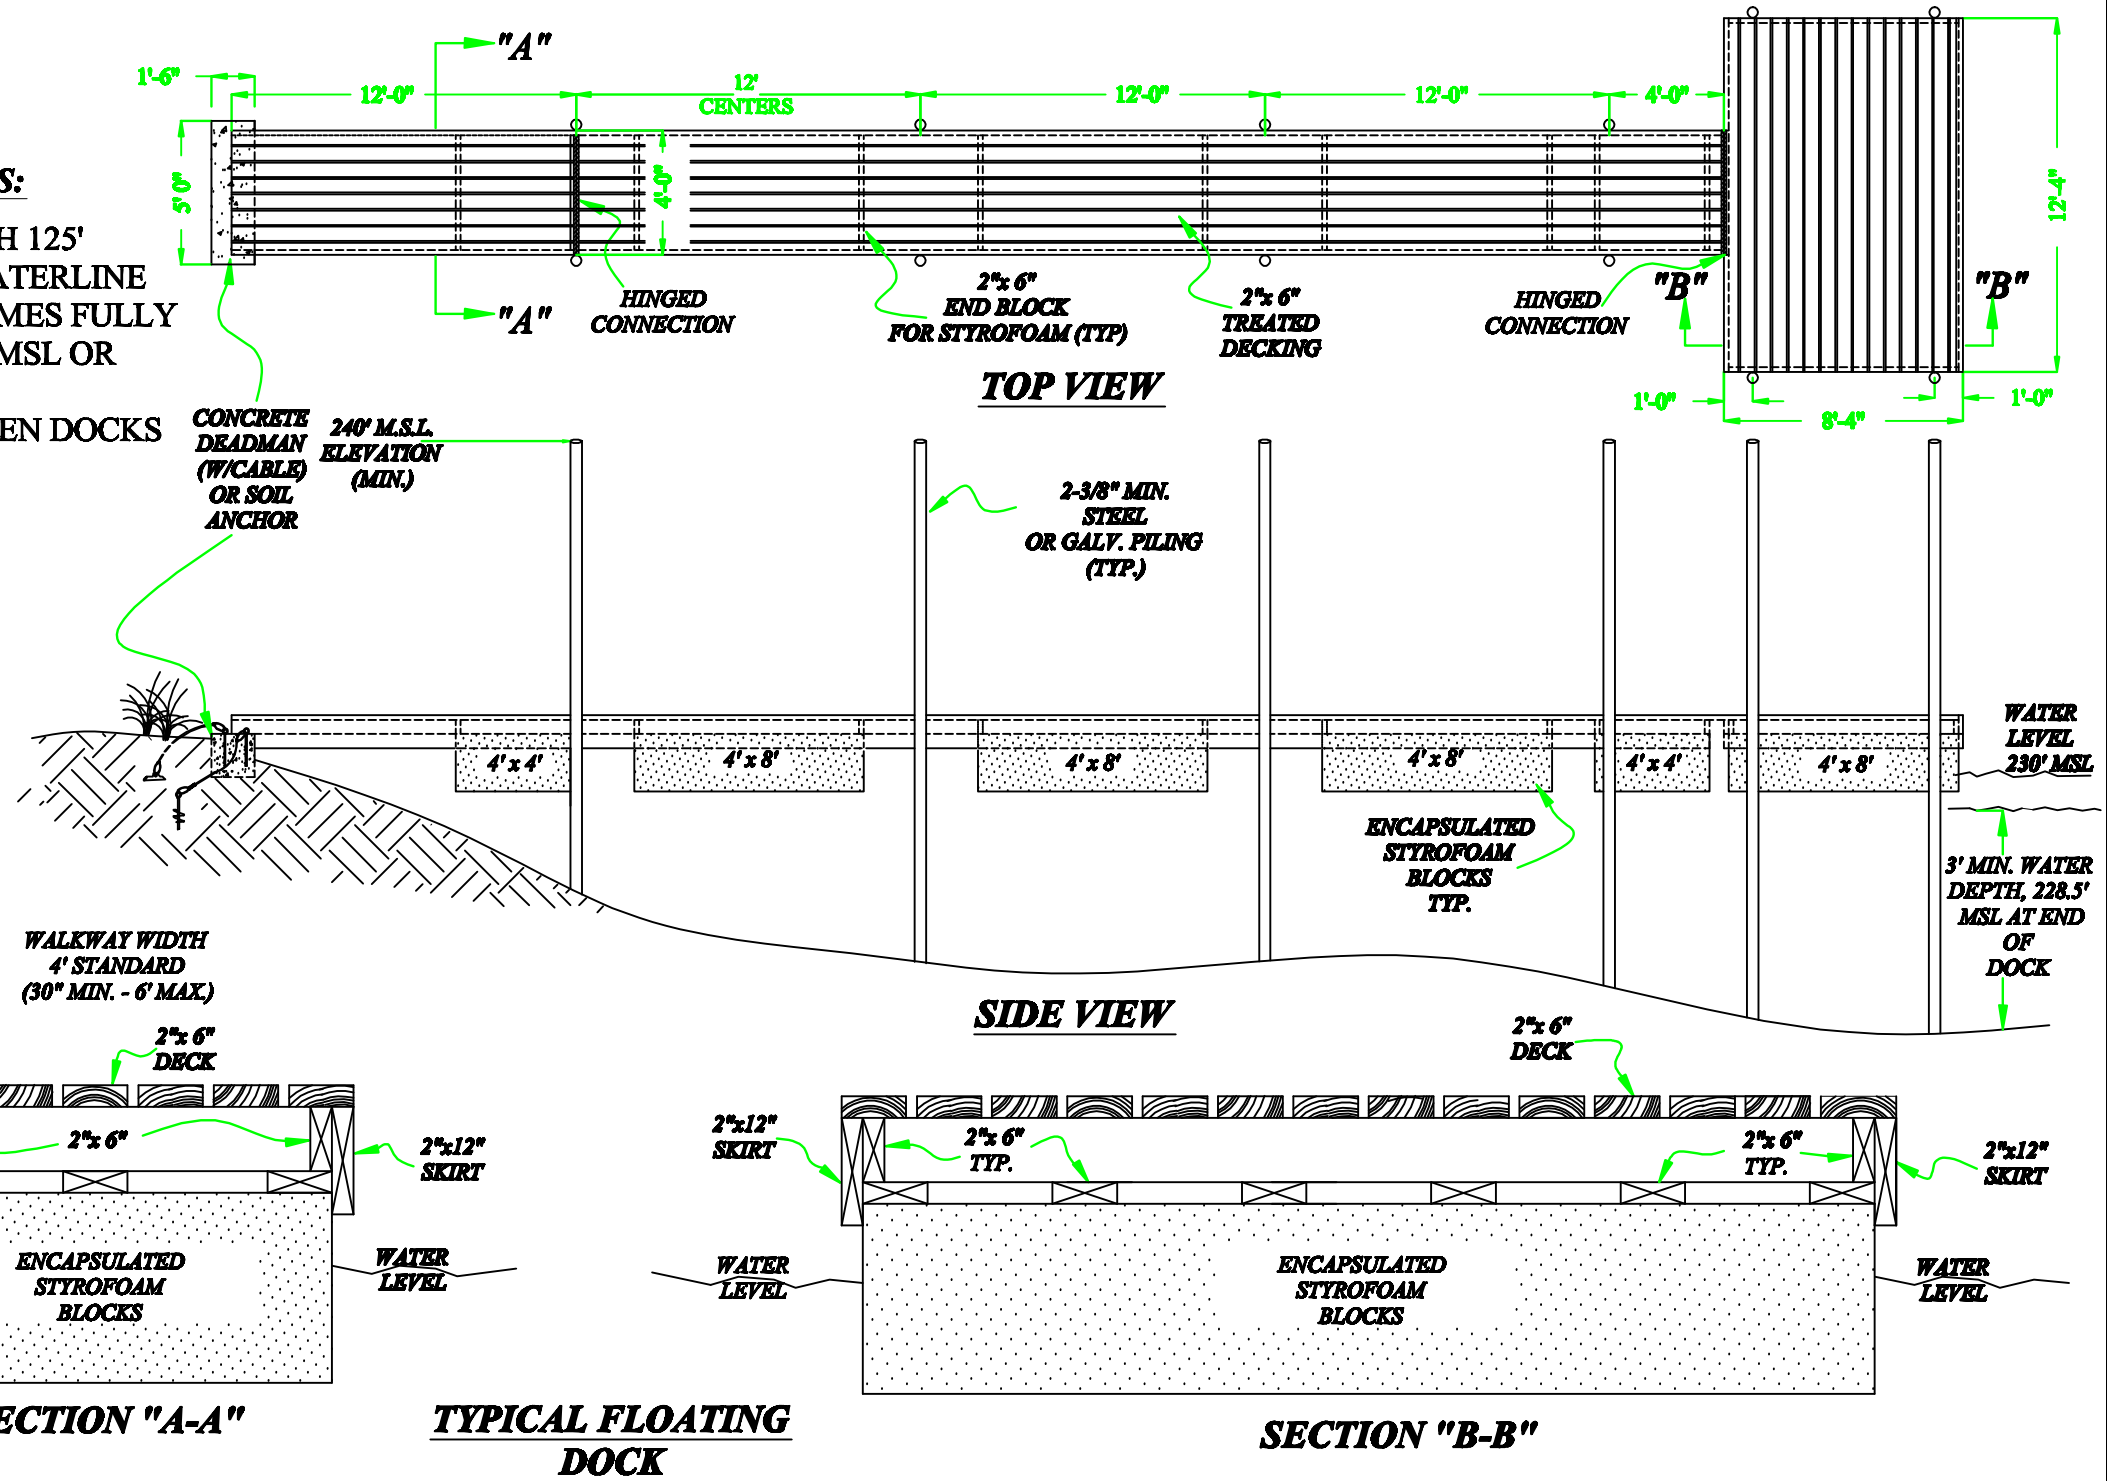 S:
H 125'
ATERLINE
MES FULLY
MSL OR
EN DOCKS
"A"
1'-6"
12'-0"
12'
CENTERS
12'-0"
12'-0"
4'-0"
5' 0"
4'-0"
12'-4"
"A"
HINGED
CONNECTION
2"x 6"
END BLOCK
FOR STYROFOAM (TYP)
2"x 6"
TREATED
DECKING
HINGED
CONNECTION
"B"
"B"
TOP VIEW
1'-0"
8'-4"
1'-0"
CONCRETE
DEADMAN
(W/CABLE)
OR SOIL
ANCHOR
240' M.S.L.
ELEVATION
(MIN.)
2-3/8" MIN.
STEEL
OR GALV. PILING
(TYP.)
4' x 4'
4' x 8'
4' x 8'
4' x 8'
4' x 4'
4' x 8'
WATER
LEVEL
230' MSL
ENCAPSULATED
STYROFOAM
BLOCKS
TYP.
3' MIN. WATER
DEPTH, 228.5'
MSL AT END
OF
DOCK
SIDE VIEW
WALKWAY WIDTH
4' STANDARD
(30" MIN. - 6' MAX.)
2"x 6"
DECK
2"x 6"
2"x12"
SKIRT
ENCAPSULATED
STYROFOAM
BLOCKS
WATER
LEVEL
ECTION "A-A"
TYPICAL FLOATING
DOCK
2"x 6"
DECK
2"x12"
SKIRT
2"x 6"
TYP.
2"x 6"
TYP.
2"x12"
SKIRT
WATER
LEVEL
ENCAPSULATED
STYROFOAM
BLOCKS
WATER
LEVEL
SECTION "B-B"